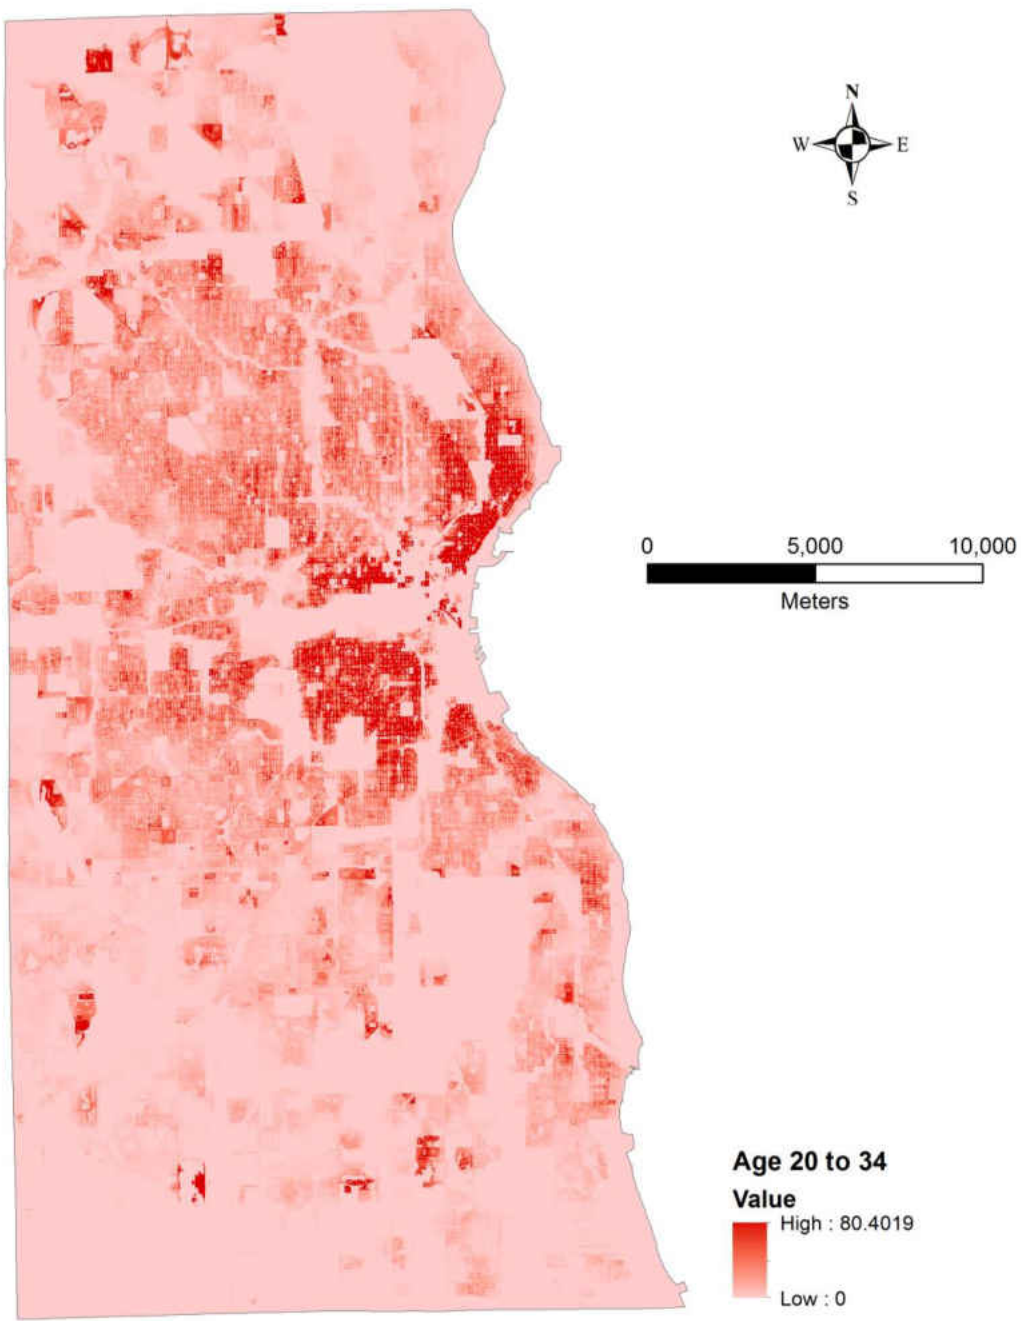 N
W E
S
0 5,000 10,000
Meters
Age 20 to 34
Value
High : 80.4019
Low : 0